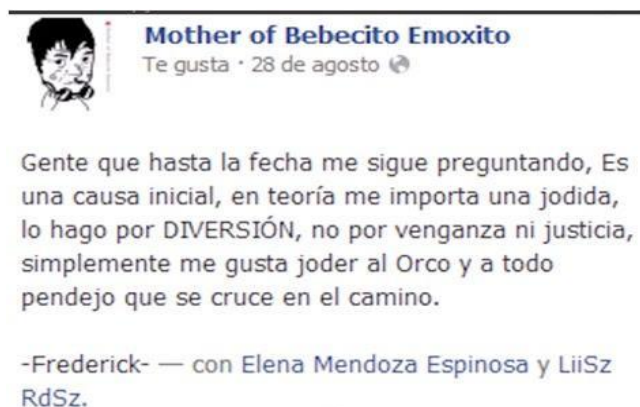 Mother of Bebecito Emoxito
Te gusta · 28 de agosto
Gente que hasta la fecha me sigue preguntando, Es
una causa inicial, en teoría me importa una jodida,
lo hago por DIVERSIÓN, no por venganza ni justicia,
simplemente me gusta joder al Orco y a todo
pendejo que se cruce en el camino.
-Frederick- — con Elena Mendoza Espinosa y LiiSz
RdSz.